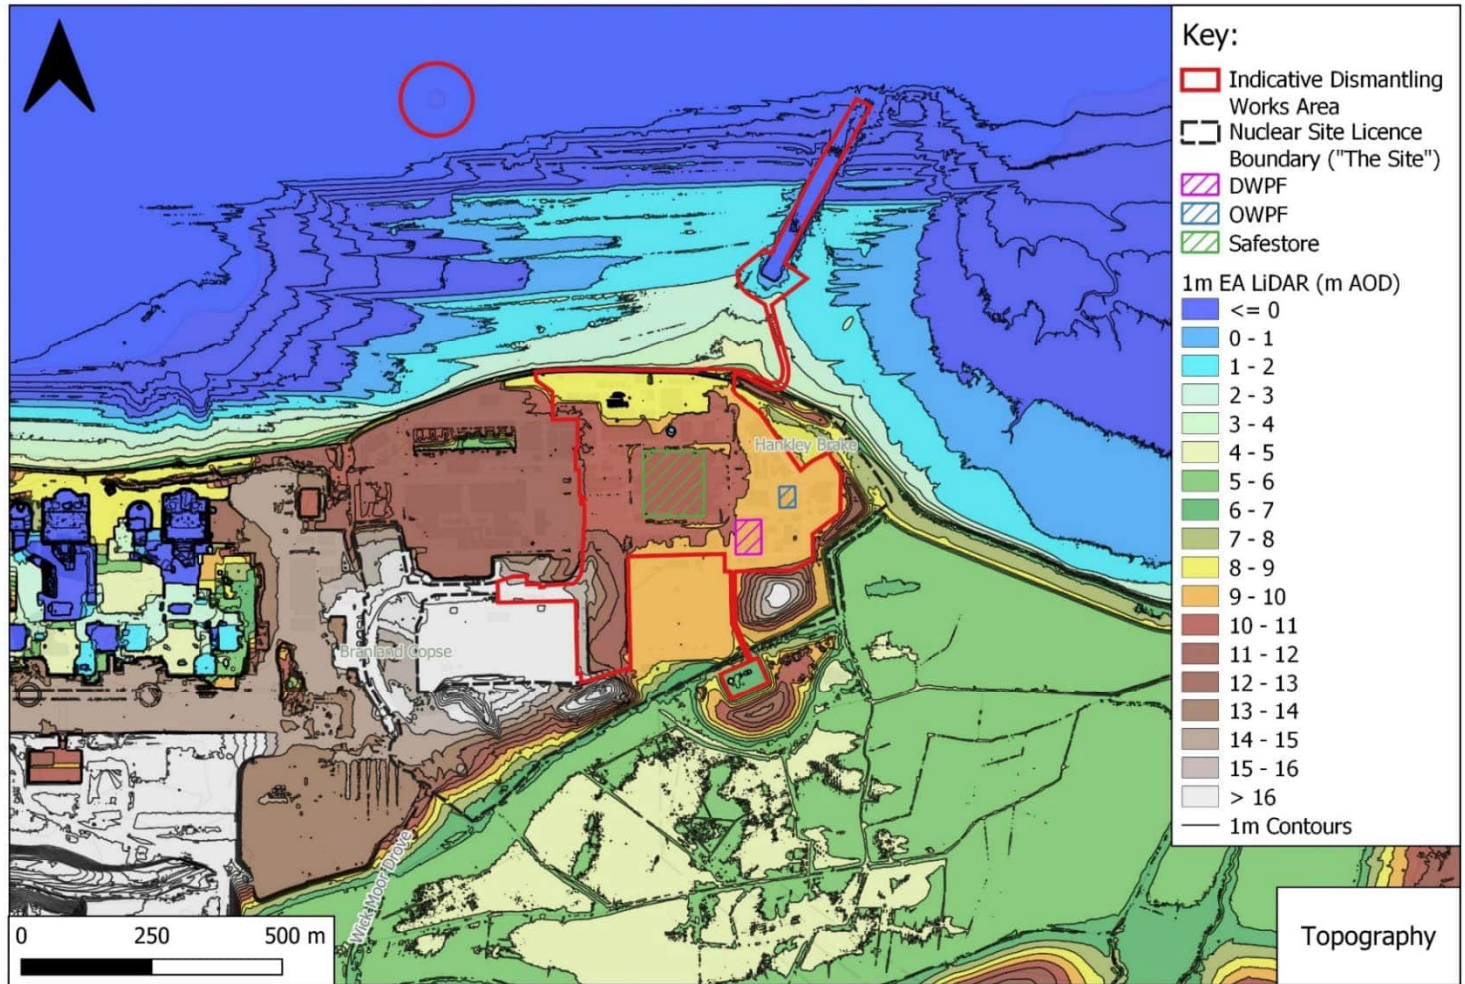 Key:
Indicative Dismantling
Works Area
Nuclear Site Licence
Boundary ("The Site")
DWPF
OWPF
Safestore
1m EA LiDAR (m AOD)
<= 0
0 - 1
1 - 2
2 - 3
3 - 4
4 - 5
5 - 6
6 - 7
7 - 8
8 - 9
9 - 10
10 - 11
11 - 12
12 - 13
13 - 14
14 - 15
15 - 16
> 16
1m Contours
Hankley Brake
Branland Copse
Wick Moor Drove
0 250 500 m
Topography